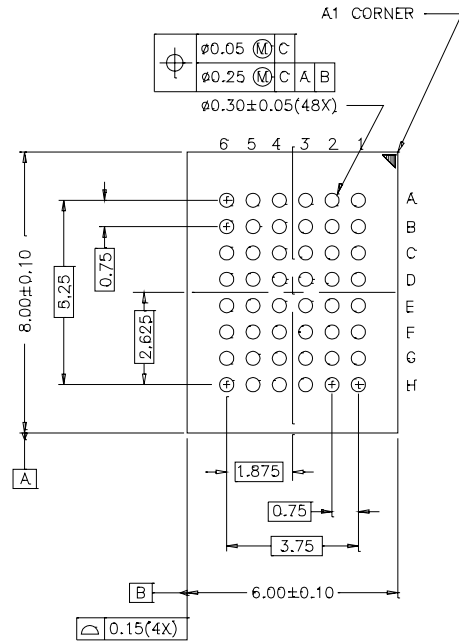 A1 CORNER
ø0.05 Ⓜ C
ø0.25 Ⓜ C A B
ø0.30±0.05(48X)
6 5 4 3 2 1
A
B
C
D
E
F
G
H
8.00±0.10
5.25
0.75
2.625
A
1.875
0.75
3.75
B
6.00±0.10
0.15(4X)